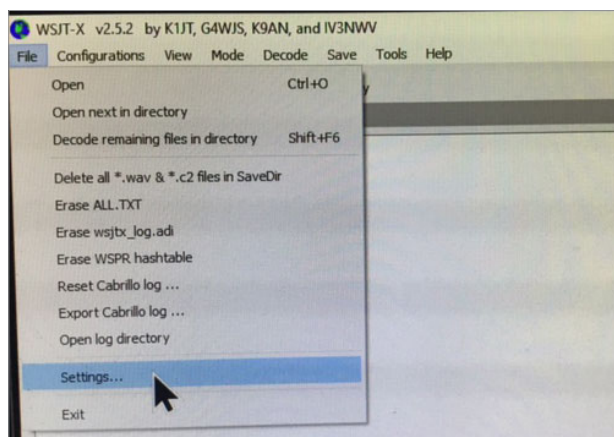 WSJT-X v2.5.2 by K1JT, G4WJS, K9AN, and IV3NWV
File Configurations View Mode Decode Save Tools Help
Open Ctrl+O
Open next in directory
Decode remaining files in directory Shift+F6
Delete all *.wav & *.c2 files in SaveDir
Erase ALL.TXT
Erase wsjtx_log.adi
Erase WSPR hashtable
Reset Cabrillo log ...
Export Cabrillo log ...
Open log directory
Settings...
Exit